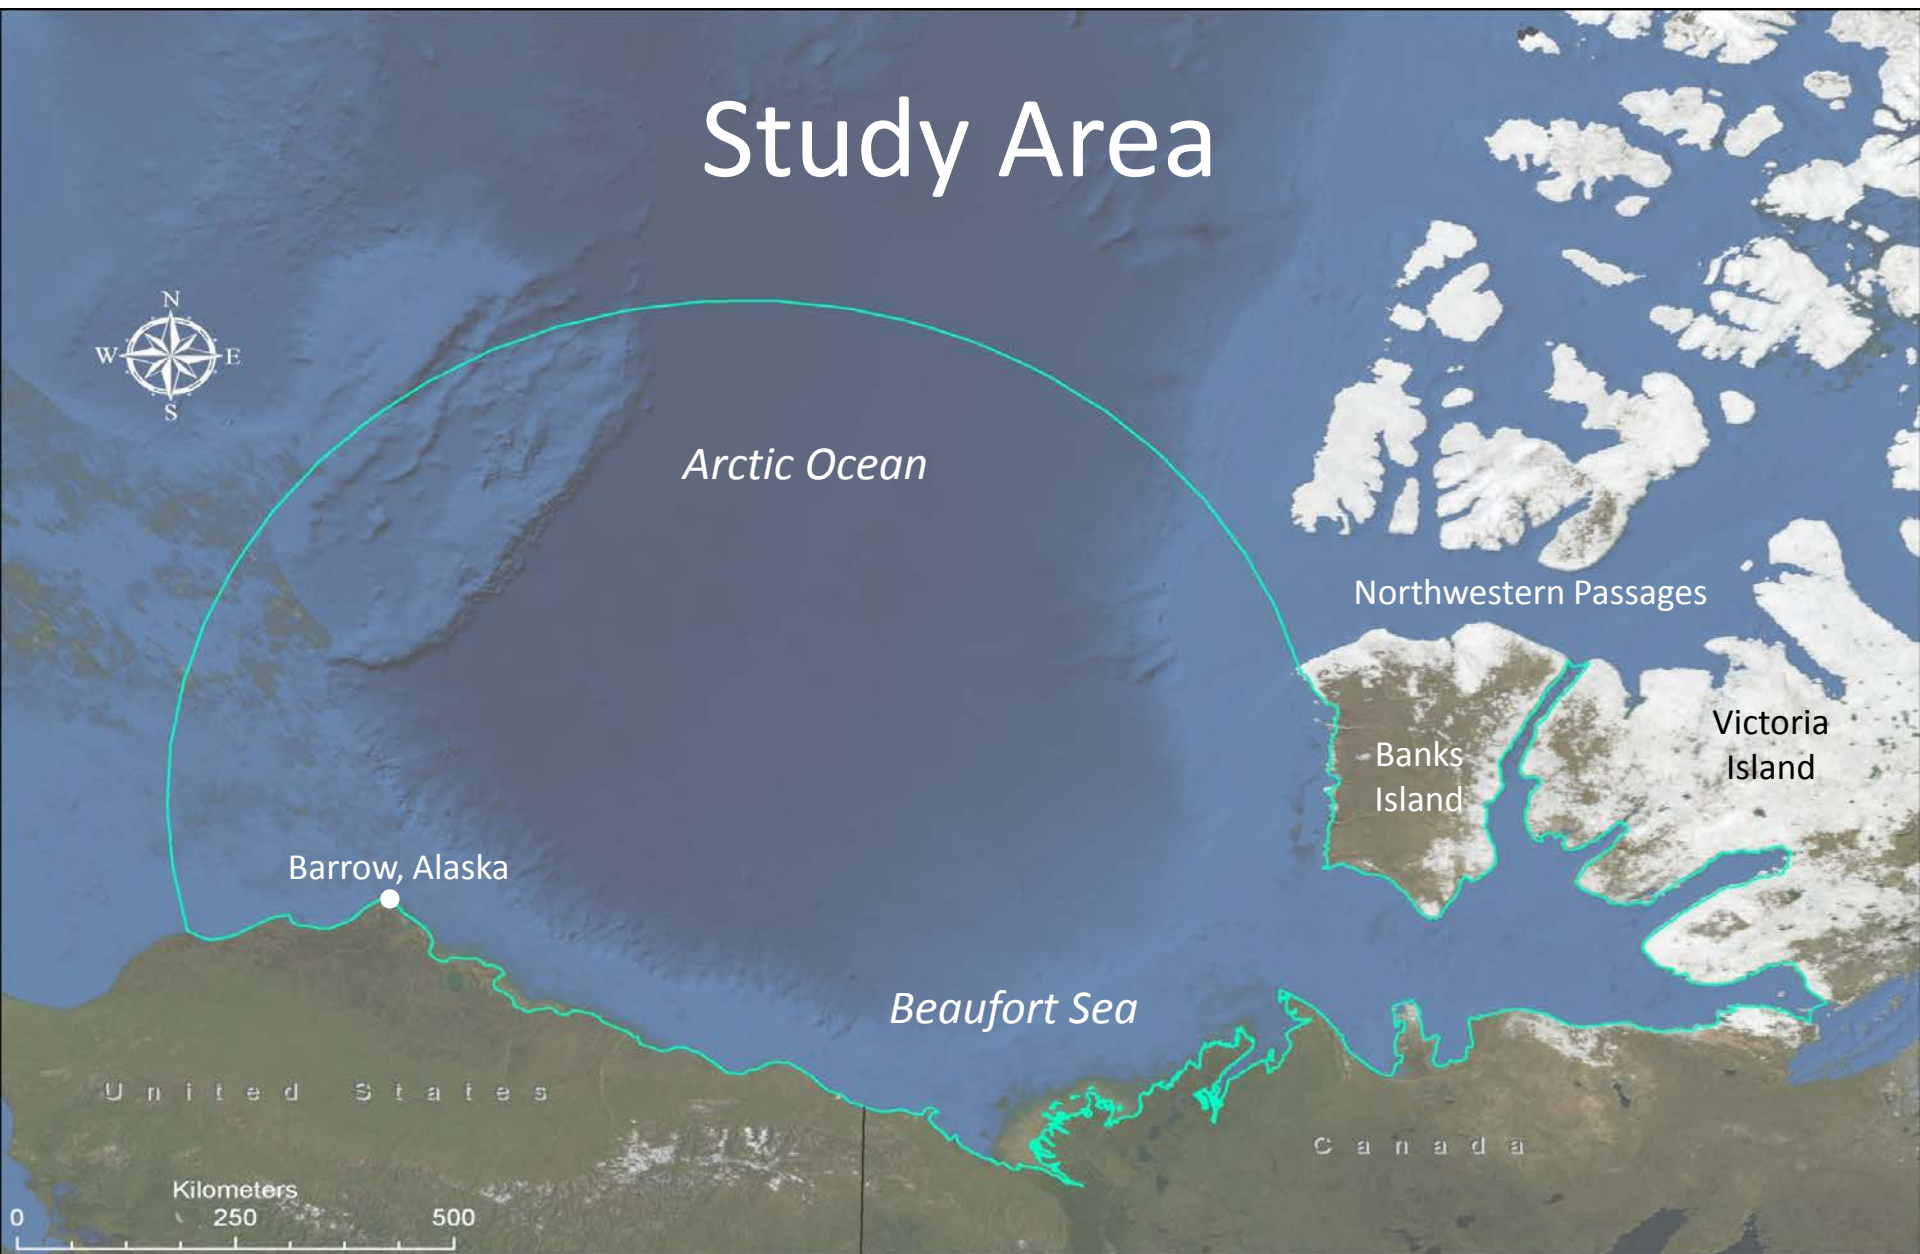 Study Area
N
W E
S
Arctic Ocean
Northwestern Passages
Victoria
Island
Banks
Island
Barrow, Alaska
Beaufort Sea
United States
Canada
Kilometers
0 250 500